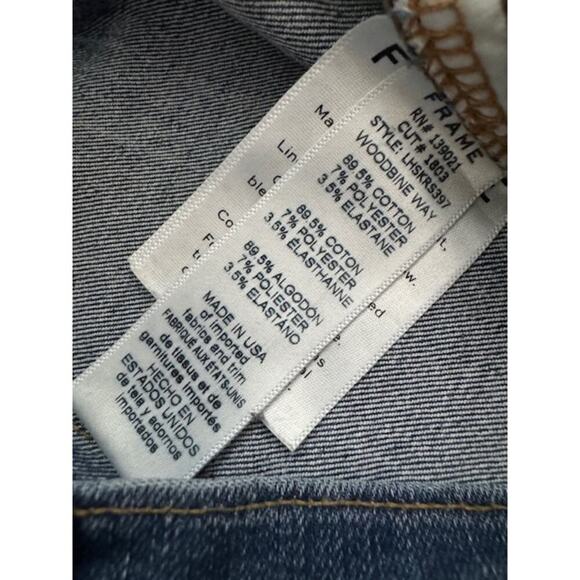 FRAME
RN# 139021
CUT# 1803
STYLE: LHSKRS397
WOODBINE WAY
89.5% COTTON
7% POLYESTER
3.5% ELASTANE
89.5% COTON
7% POLYESTER
3.5% ÉLASTHANNE
89.5% ALGODÓN
7% POLIESTER
3.5% ELASTANO
MADE IN USA
of imported
fabrics and trim
FABRIQUÉ AUX ÉTATS-UNIS
de tissus et de
garnitures importés
HECHO EN
ESTADOS UNIDOS
de tela y adornos
importados